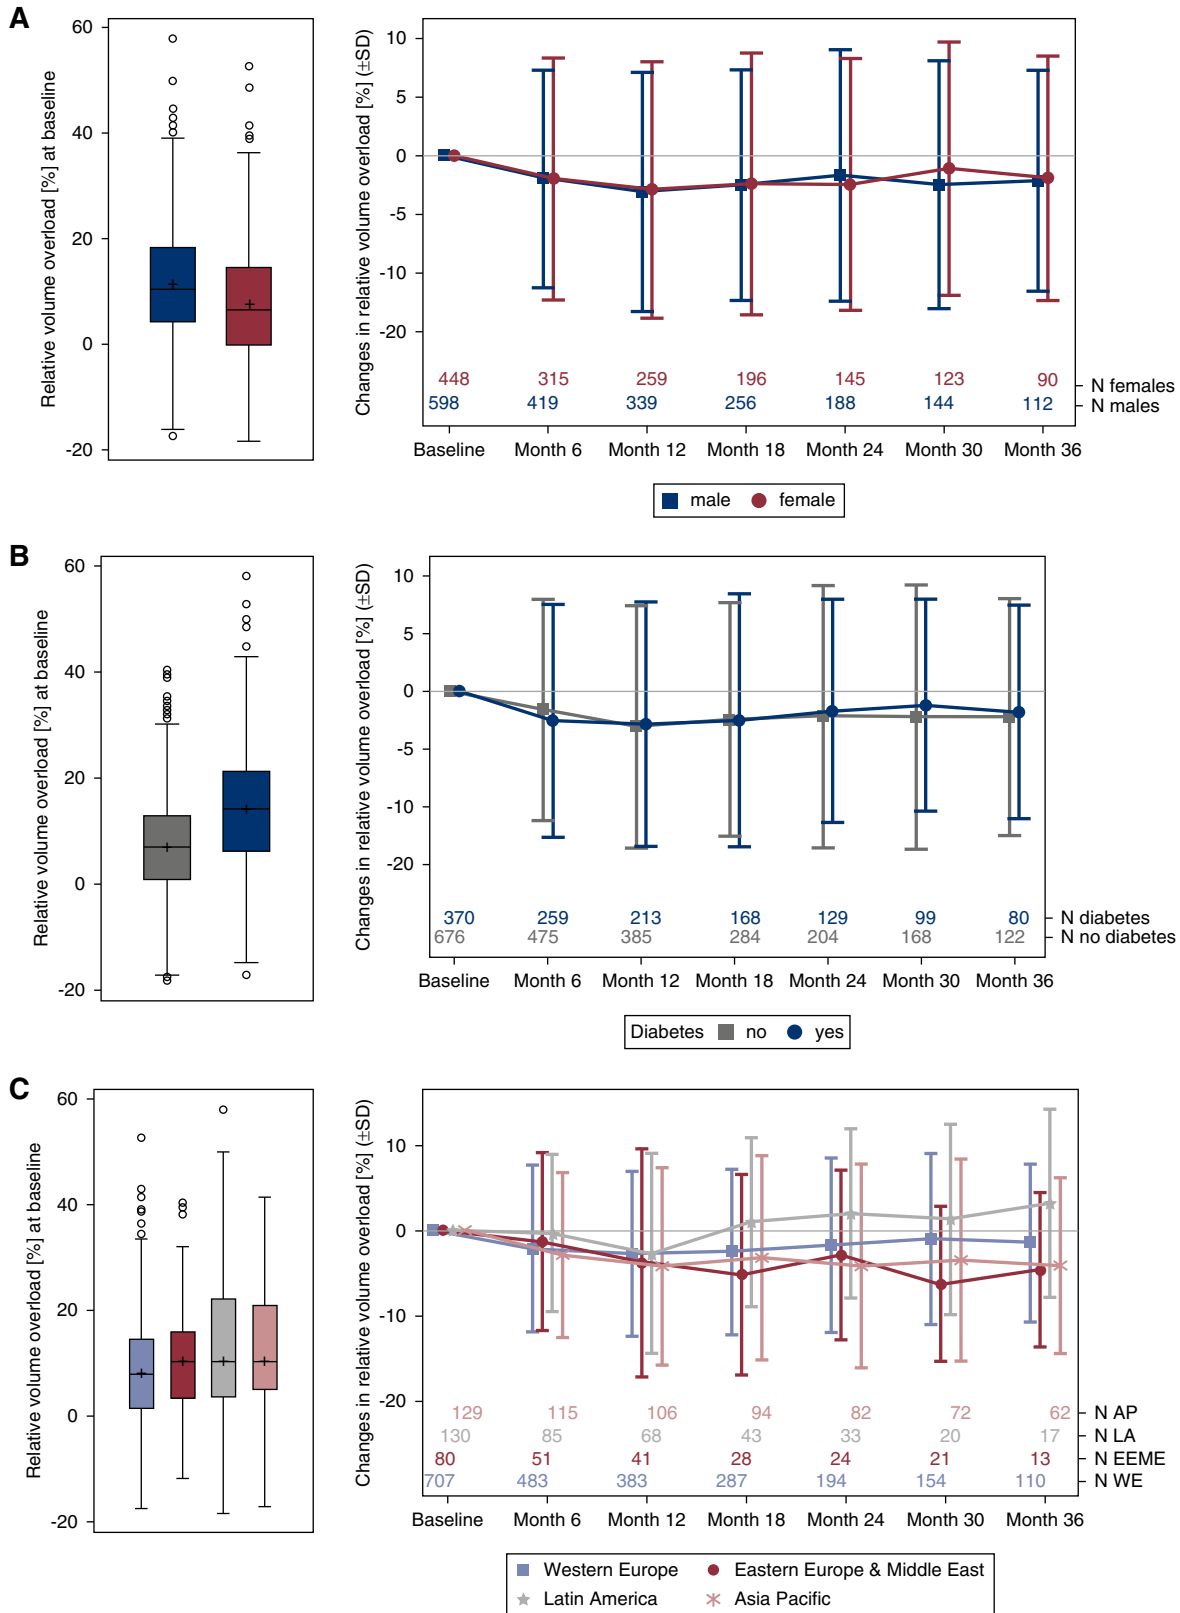 A
Relative volume overload [%] at baseline
60
40
20
0
-20
Changes in relative volume overload [%] (±SD)
10
5
0
-5
-10
-20
448 315 259 196 145 123 90 N females
598 419 339 256 188 144 112 N males
Baseline Month 6 Month 12 Month 18 Month 24 Month 30 Month 36
male female
B
Relative volume overload [%] at baseline
60
40
20
0
-20
Changes in relative volume overload [%] (±SD)
10
5
0
-5
-10
-20
370 259 213 168 129 99 80 N diabetes
676 475 385 284 204 168 122 N no diabetes
Baseline Month 6 Month 12 Month 18 Month 24 Month 30 Month 36
Diabetes no yes
C
Relative volume overload [%] at baseline
60
40
20
0
-20
Changes in relative volume overload [%] (±SD)
10
0
-10
-20
129 115 106 94 82 72 62 N AP
130 85 68 43 33 20 17 N LA
80 51 41 28 24 21 13 N EEME
707 483 383 287 194 154 110 N WE
Baseline Month 6 Month 12 Month 18 Month 24 Month 30 Month 36
Western Europe Eastern Europe & Middle East
Latin America Asia Pacific